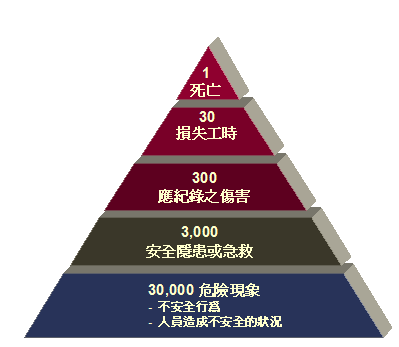 1
死亡
30
損失工時
300
應紀錄之傷害
3,000
安全隱患或急救
30,000 危險現象
- 不安全行為
- 人員造成不安全的狀況